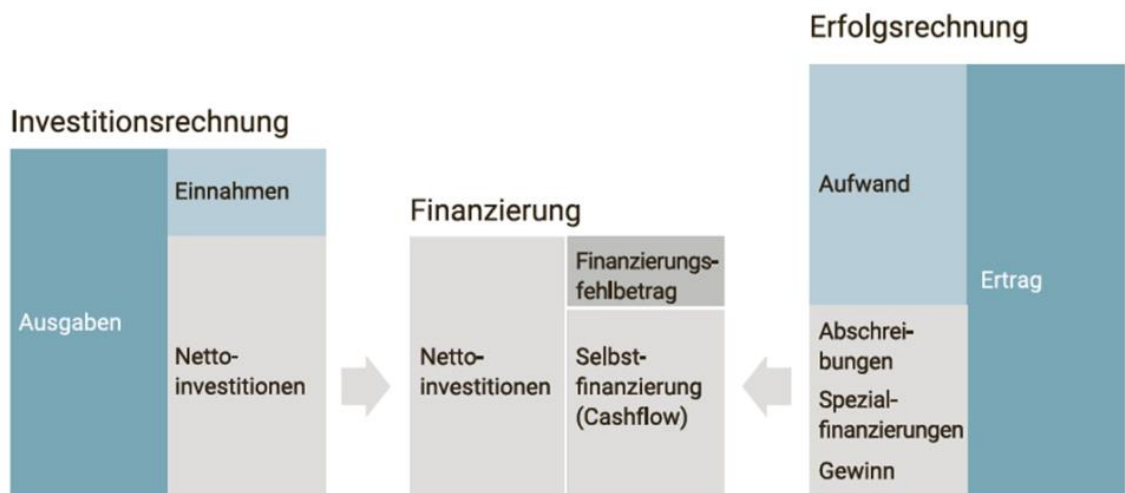 Erfolgsrechnung
Investitionsrechnung
Einnahmen
Ausgaben
Netto-
investitionen
Finanzierung
Netto-
investitionen
Finanzierungs-
fehlbetrag
Selbst-
finanzierung
(Cashflow)
Aufwand
Ertrag
Abschrei-
bungen
Spezial-
finanzierungen
Gewinn